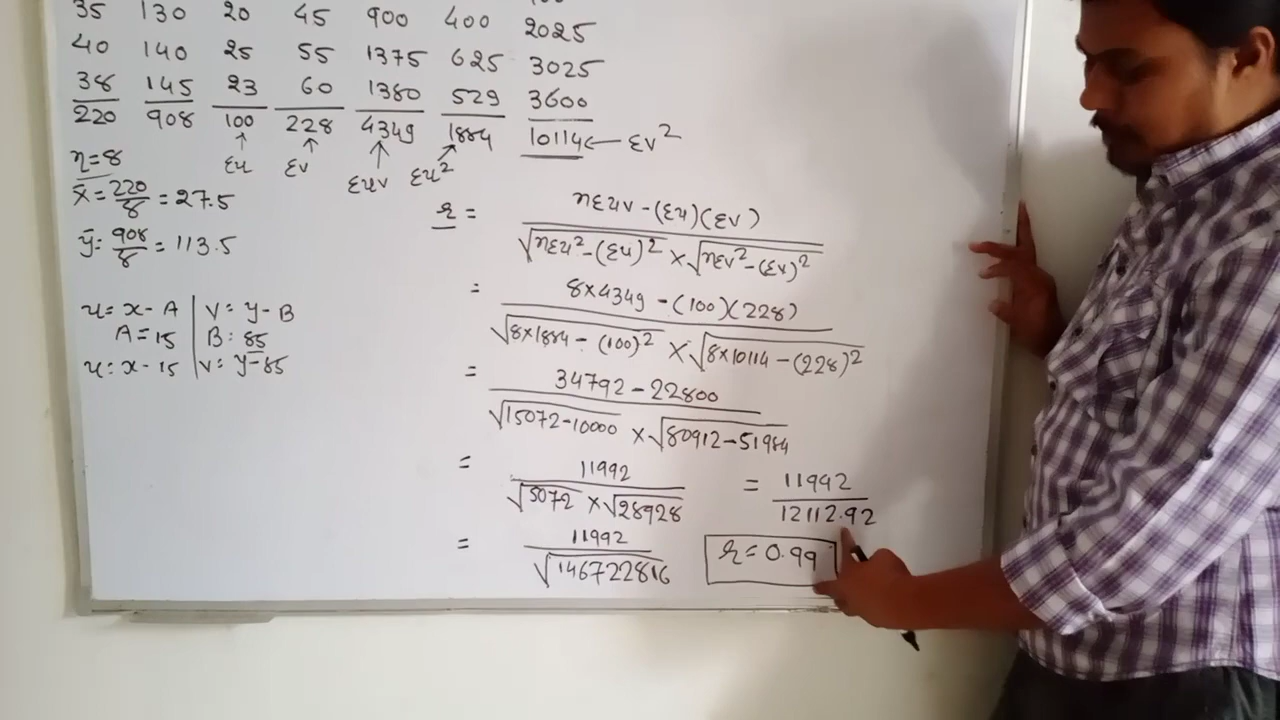 35 130 20 45 900 400 2025
40 140 25 55 1375 625 3025
38 145 23 60 1380 529 3600
220 908 100 228 4349 1884 10114 ← Σv²
↑ Σu ↑ Σv ↑ Σuv ↗ Σu²
n=8
x̄ = 220/8 = 27.5
ȳ = 908/8 = 113.5
u = x - A | v = y - B
A = 15 | B = 85
u = x - 15 | v = y - 85
r = nΣuv - (Σu)(Σv) / √nΣu² - (Σu)² × √nΣv² - (Σv)²
= 8×4349 - (100)(228) / √8×1884 - (100)² × √8×10114 - (228)²
= 34792 - 22800 / √15072-10000 × √80912-51984
= 11992 / √5072 × √28928 = 11992 / 12112.92
= 11992 / √146722816
r = 0.99